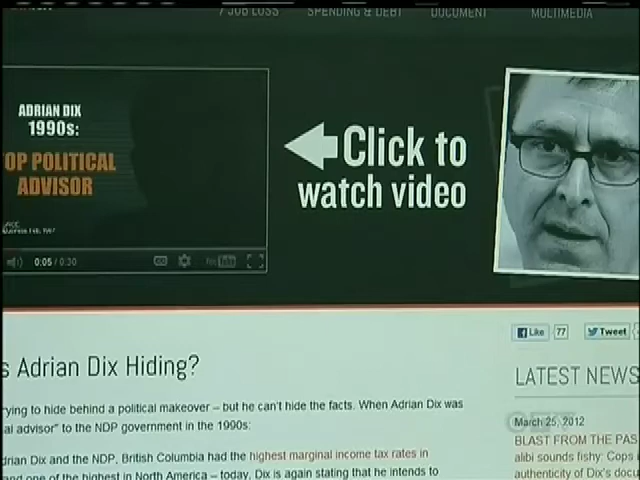 7 JOB LOSS SPENDING & DEBT DOCUMENT MULTIMEDIA
ADRIAN DIX
1990s:
OP POLITICAL
ADVISOR
Click to
watch video
0:05 / 0:30
Like 77 Tweet
s Adrian Dix Hiding?
rying to hide behind a political makeover – but he can't hide the facts. When Adrian Dix was
al advisor" to the NDP government in the 1990s:
drian Dix and the NDP, British Columbia had the highest marginal income tax rates in
and one of the highest in North America – today, Dix is again stating that he intends to
LATEST NEWS
March 25, 2012
BLAST FROM THE PAS
alibi sounds fishy: Cops
authenticity of Dix's docu